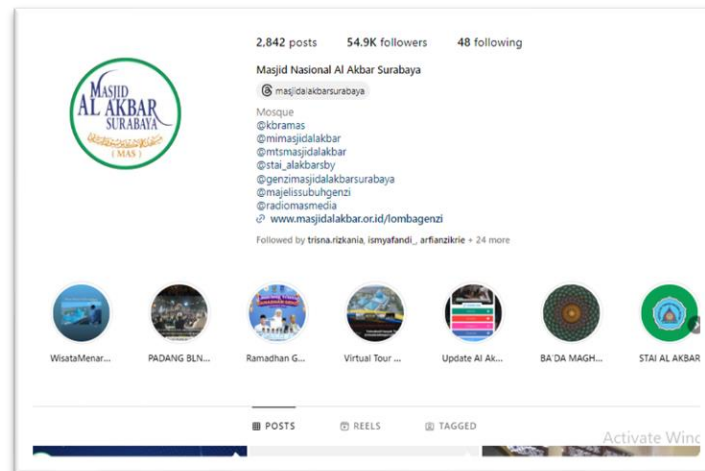 2,842 posts 54.9K followers 48 following
Masjid Nasional Al Akbar Surabaya
masjidalakbarsurabaya
Mosque
@kbramas
@mimasjidalakbar
@mtsmasjidalakbar
@stai_alakbarsby
@genzimasjidalakbarsurabaya
@majelissubuhgenzi
@radiomasmedia
www.masjidalakbar.or.id/lombagenzi
Followed by trisna.rizkania, ismyafandi_, arfianzikrie + 24 more
MASJID
AL AKBAR
SURABAYA
( MAS )
WisataMenar... PADANG BLN... Ramadhan G... Virtual Tour ... Update Al Ak... BA'DA MAGH... STAI AL AKBAR
POSTS REELS TAGGED
Activate Winc